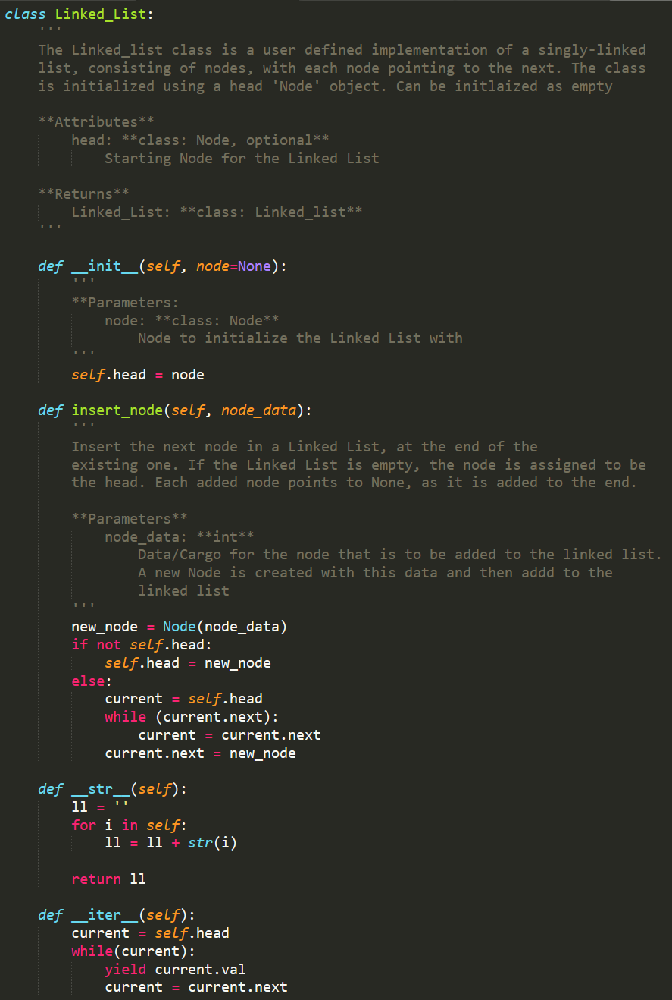 class Linked_List:
    '''
    The Linked_list class is a user defined implementation of a singly-linked
    list, consisting of nodes, with each node pointing to the next. The class
    is initialized using a head 'Node' object. Can be initlaized as empty

    **Attributes**
        head: **class: Node, optional**
            Starting Node for the Linked List

    **Returns**
        Linked_List: **class: Linked_list**
    '''

    def __init__(self, node=None):
        '''
        **Parameters:
            node: **class: Node**
                Node to initialize the Linked List with
        '''
        self.head = node

    def insert_node(self, node_data):
        '''
        Insert the next node in a Linked List, at the end of the
        existing one. If the Linked List is empty, the node is assigned to be
        the head. Each added node points to None, as it is added to the end.

        **Parameters**
            node_data: **int**
                Data/Cargo for the node that is to be added to the linked list.
                A new Node is created with this data and then addd to the
                linked list
        '''
        new_node = Node(node_data)
        if not self.head:
            self.head = new_node
        else:
            current = self.head
            while (current.next):
                current = current.next
            current.next = new_node

    def __str__(self):
        ll = ''
        for i in self:
            ll = ll + str(i)

        return ll

    def __iter__(self):
        current = self.head
        while(current):
            yield current.val
            current = current.next